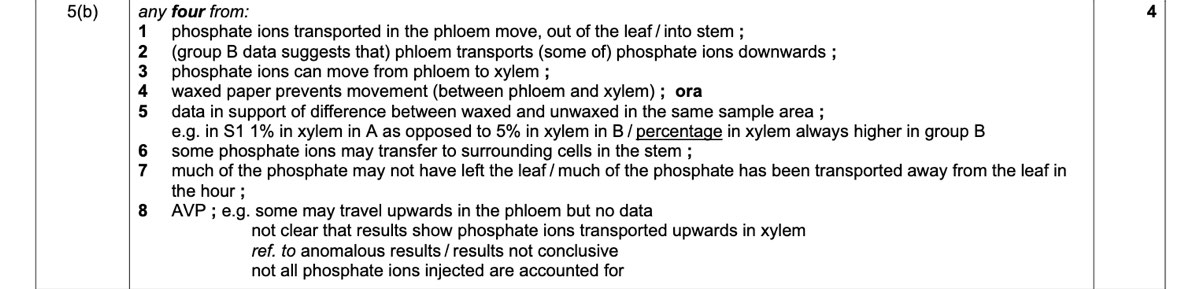 5(b) any four from: 4
1 phosphate ions transported in the phloem move, out of the leaf / into stem ;
2 (group B data suggests that) phloem transports (some of) phosphate ions downwards ;
3 phosphate ions can move from phloem to xylem ;
4 waxed paper prevents movement (between phloem and xylem) ; ora
5 data in support of difference between waxed and unwaxed in the same sample area ;
e.g. in S1 1% in xylem in A as opposed to 5% in xylem in B / percentage in xylem always higher in group B
6 some phosphate ions may transfer to surrounding cells in the stem ;
7 much of the phosphate may not have left the leaf / much of the phosphate has been transported away from the leaf in
the hour ;
8 AVP ; e.g. some may travel upwards in the phloem but no data
not clear that results show phosphate ions transported upwards in xylem
ref. to anomalous results / results not conclusive
not all phosphate ions injected are accounted for